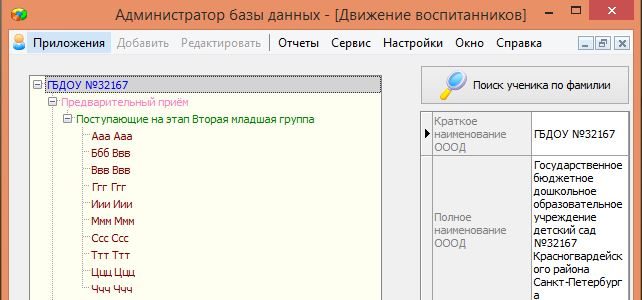 Администратор базы данных - [Движение воспитанников]
Приложения Добавить Редактировать Отчеты Сервис Настройки Окно Справка
ГБДОУ №32167
Предварительный приём
Поступающие на этап Вторая младшая группа
Ааа Ааа
Ббб Ввв
Ввв Ввв
Ггг Ггг
Иии Иии
Ммм Ммм
Ссс Ссс
Ттт Ттт
Ццц Ццц
Ччч Ччч
Поиск ученика по фамилии
Краткое
наименование
ОООД
ГБДОУ №32167
Полное
наименование
ОООД
Государственное
бюджетное
дошкольное
образовательное
учреждение
детский сад
№32167
Красногвардейск
ого района
Санкт-Петербург
а